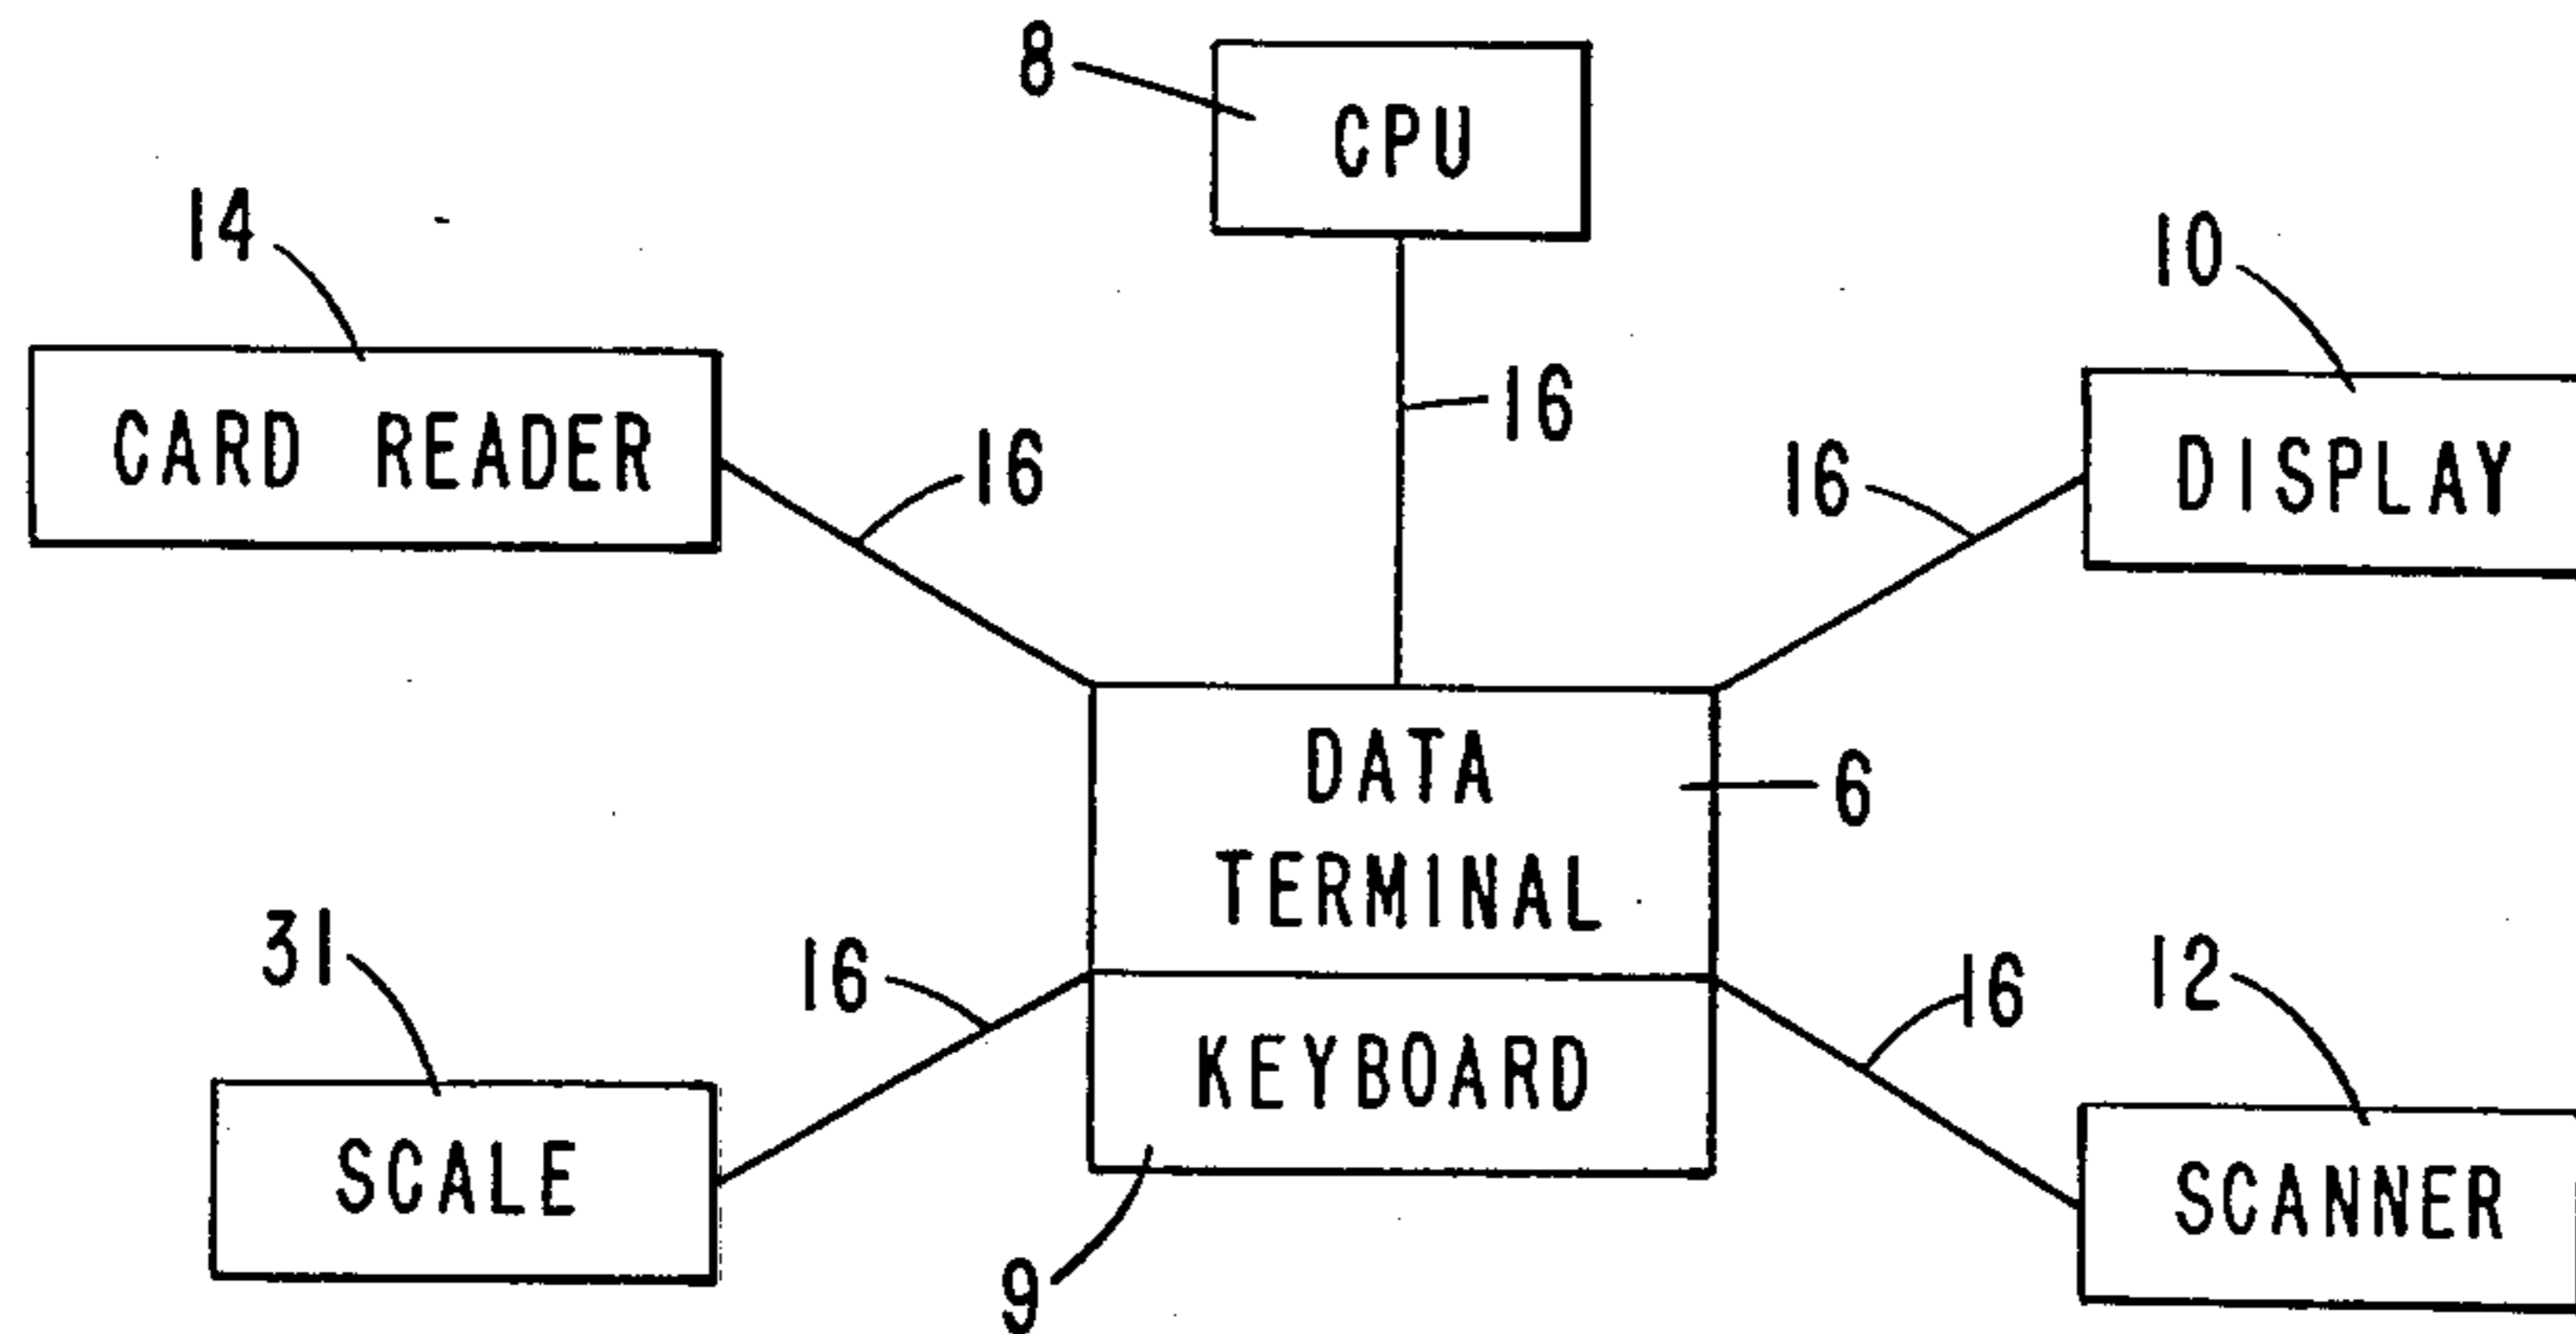 8
CPU
14
10
16
CARD READER
16
16
DISPLAY
DATA
6
TERMINAL
31
16
16
12
KEYBOARD
SCALE
SCANNER
9